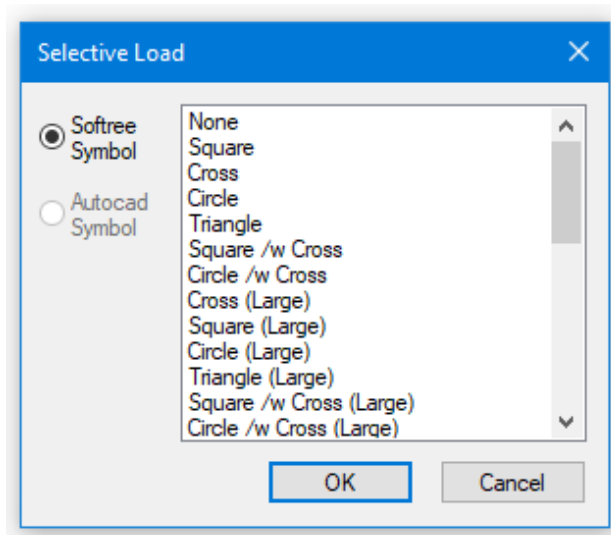 Selective Load
Softree
Symbol
Autocad
Symbol
None
Square
Cross
Circle
Triangle
Square /w Cross
Circle /w Cross
Cross (Large)
Square (Large)
Circle (Large)
Triangle (Large)
Square /w Cross (Large)
Circle /w Cross (Large)
OK
Cancel